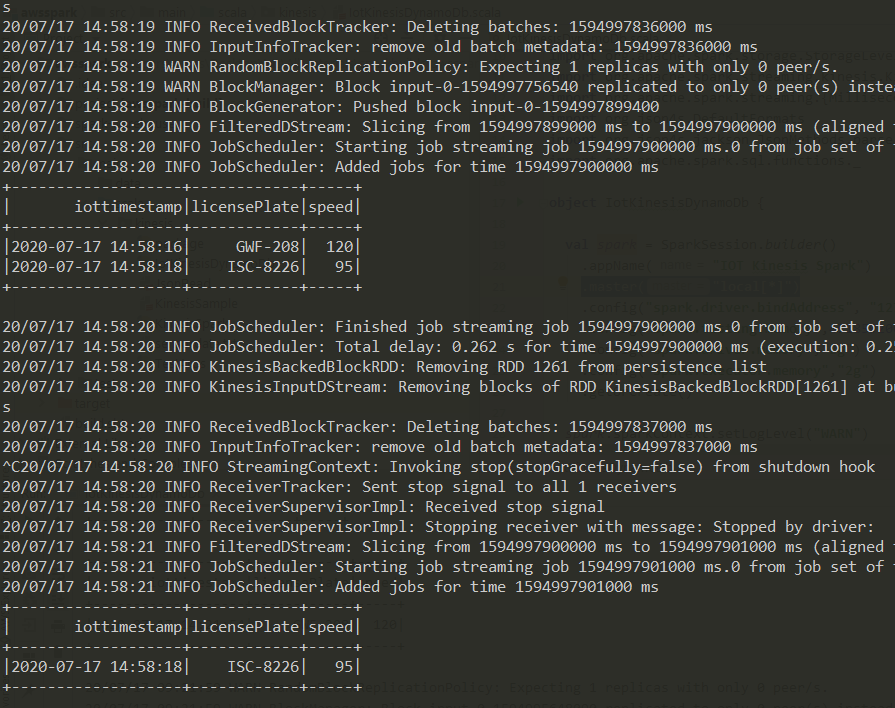 s
20/07/17 14:58:19 INFO ReceivedBlockTracker: Deleting batches: 1594997836000 ms
20/07/17 14:58:19 INFO InputInfoTracker: remove old batch metadata: 1594997836000 ms
20/07/17 14:58:19 WARN RandomBlockReplicationPolicy: Expecting 1 replicas with only 0 peer/s.
20/07/17 14:58:19 WARN BlockManager: Block input-0-1594997756540 replicated to only 0 peer(s) inste
20/07/17 14:58:19 INFO BlockGenerator: Pushed block input-0-1594997899400
20/07/17 14:58:20 INFO FilteredDStream: Slicing from 1594997899000 ms to 1594997900000 ms (aligned
20/07/17 14:58:20 INFO JobScheduler: Starting job streaming job 1594997900000 ms.0 from job set of
20/07/17 14:58:20 INFO JobScheduler: Added jobs for time 1594997900000 ms
+-------------------+------------+-----+
|       iottimestamp|licensePlate|speed|
+-------------------+------------+-----+
|2020-07-17 14:58:16|     GWF-208|  120|
|2020-07-17 14:58:18|    ISC-8226|   95|
+-------------------+------------+-----+
20/07/17 14:58:20 INFO JobScheduler: Finished job streaming job 1594997900000 ms.0 from job set of
20/07/17 14:58:20 INFO JobScheduler: Total delay: 0.262 s for time 1594997900000 ms (execution: 0.2
20/07/17 14:58:20 INFO KinesisBackedBlockRDD: Removing RDD 1261 from persistence list
20/07/17 14:58:20 INFO KinesisInputDStream: Removing blocks of RDD KinesisBackedBlockRDD[1261] at b
s
20/07/17 14:58:20 INFO ReceivedBlockTracker: Deleting batches: 1594997837000 ms
20/07/17 14:58:20 INFO InputInfoTracker: remove old batch metadata: 1594997837000 ms
^C20/07/17 14:58:20 INFO StreamingContext: Invoking stop(stopGracefully=false) from shutdown hook
20/07/17 14:58:20 INFO ReceiverTracker: Sent stop signal to all 1 receivers
20/07/17 14:58:20 INFO ReceiverSupervisorImpl: Received stop signal
20/07/17 14:58:20 INFO ReceiverSupervisorImpl: Stopping receiver with message: Stopped by driver:
20/07/17 14:58:21 INFO FilteredDStream: Slicing from 1594997900000 ms to 1594997901000 ms (aligned
20/07/17 14:58:21 INFO JobScheduler: Starting job streaming job 1594997901000 ms.0 from job set of
20/07/17 14:58:21 INFO JobScheduler: Added jobs for time 1594997901000 ms
+-------------------+------------+-----+
|       iottimestamp|licensePlate|speed|
+-------------------+------------+-----+
|2020-07-17 14:58:18|    ISC-8226|   95|
+-------------------+------------+-----+